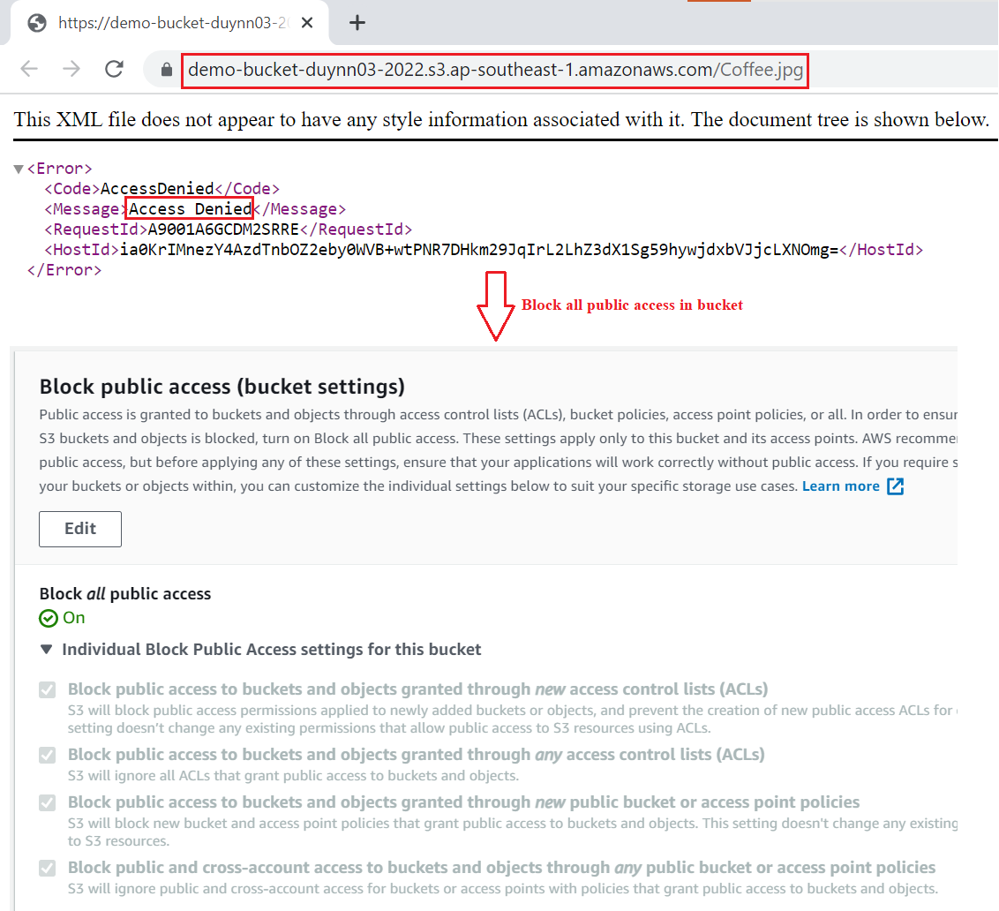 https://demo-bucket-duynn03-20
demo-bucket-duynn03-2022.s3.ap-southeast-1.amazonaws.com/Coffee.jpg
This XML file does not appear to have any style information associated with it. The document tree is shown below.
<Error>
<Code>AccessDenied</Code>
<Message>Access Denied</Message>
<RequestId>A9001A6GCDM2SRRE</RequestId>
<HostId>ia0KrIMnezY4AzdTnbOZ2eby0WVB+wtPNR7DHkm29JqIrL2LhZ3dX1Sg59hywjdxbVJjcLXNOmg=</HostId>
</Error>
Block all public access in bucket
Block public access (bucket settings)
Public access is granted to buckets and objects through access control lists (ACLs), bucket policies, access point policies, or all. In order to ensur
S3 buckets and objects is blocked, turn on Block all public access. These settings apply only to this bucket and its access points. AWS recomme
public access, but before applying any of these settings, ensure that your applications will work correctly without public access. If you require s
your buckets or objects within, you can customize the individual settings below to suit your specific storage use cases. Learn more
Edit
Block all public access
On
Individual Block Public Access settings for this bucket
Block public access to buckets and objects granted through new access control lists (ACLs)
S3 will block public access permissions applied to newly added buckets or objects, and prevent the creation of new public access ACLs for
setting doesn't change any existing permissions that allow public access to S3 resources using ACLs.
Block public access to buckets and objects granted through any access control lists (ACLs)
S3 will ignore all ACLs that grant public access to buckets and objects.
Block public access to buckets and objects granted through new public bucket or access point policies
S3 will block new bucket and access point policies that grant public access to buckets and objects. This setting doesn't change any existing
to S3 resources.
Block public and cross-account access to buckets and objects through any public bucket or access point policies
S3 will ignore public and cross-account access for buckets or access points with policies that grant public access to buckets and objects.